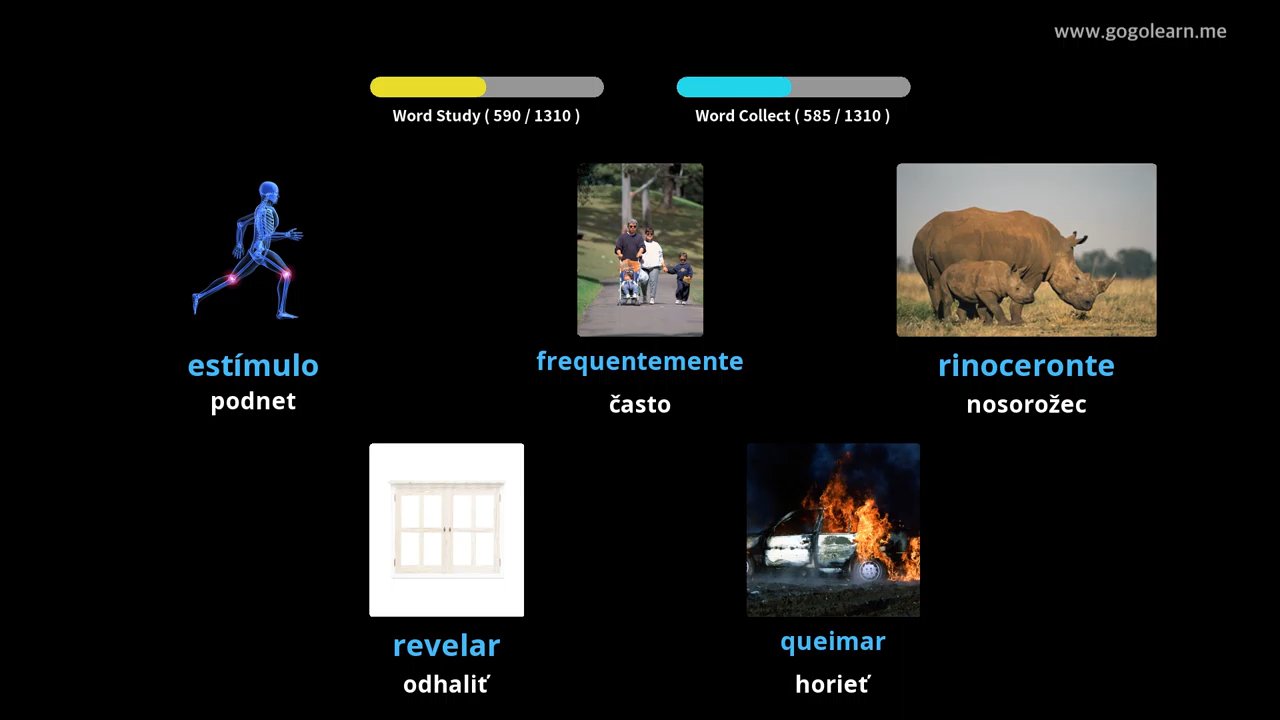 www.gogolearn.me
Word Study ( 590 / 1310 )
Word Collect ( 585 / 1310 )
estímulo
podnet
frequentemente
často
rinoceronte
nosorožec
revelar
odhaliť
queimar
horieť